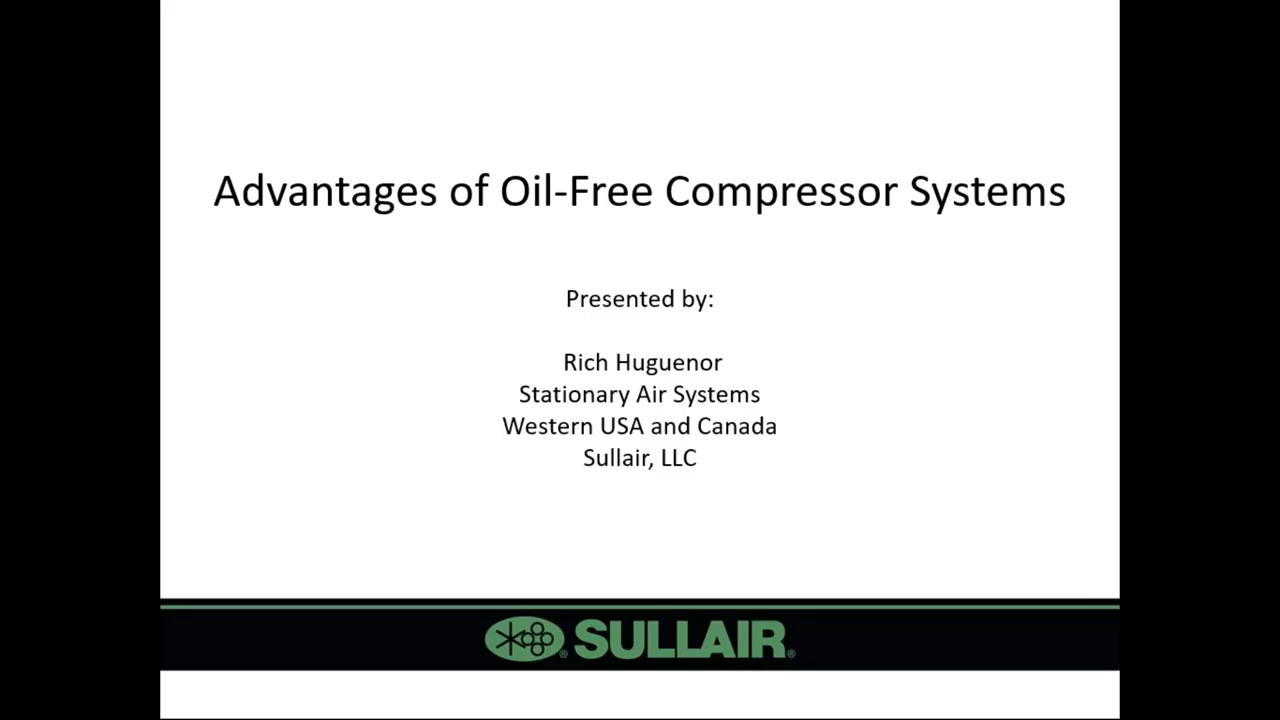 Advantages of Oil-Free Compressor Systems
Presented by:
Rich Huguenor
Stationary Air Systems
Western USA and Canada
Sullair, LLC
® SULLAIR®